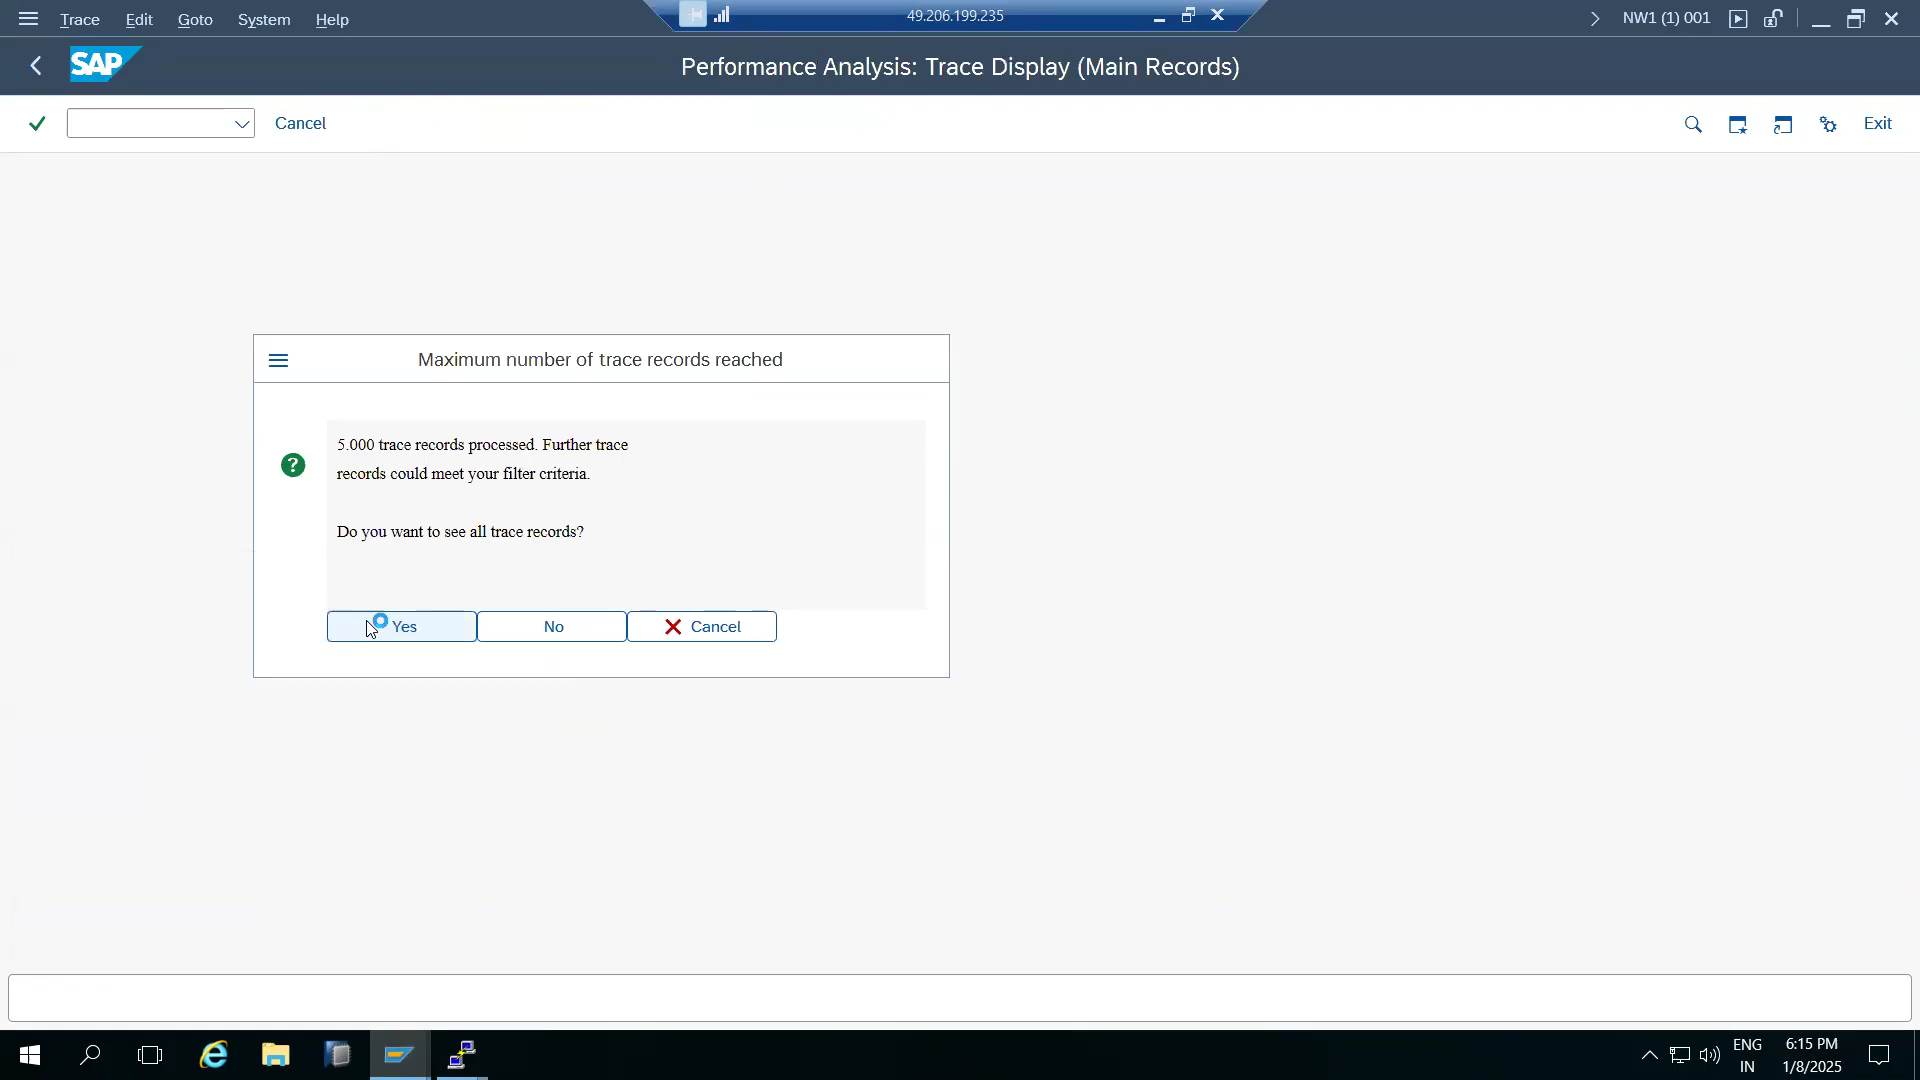 Trace Edit Goto System Help
49.206.199.235
NW1 (1) 001
SAP
Performance Analysis: Trace Display (Main Records)
Cancel
Exit
Maximum number of trace records reached
5.000 trace records processed. Further trace
records could meet your filter criteria.
Do you want to see all trace records?
Yes
No
Cancel
ENG
IN
6:15 PM
1/8/2025